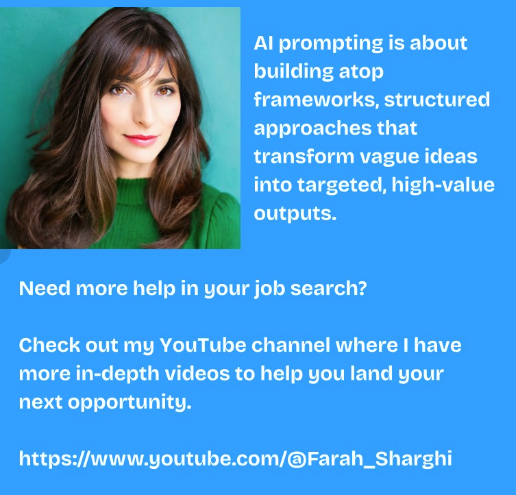 AI prompting is about
building atop
frameworks, structured
approaches that
transform vague ideas
into targeted, high-value
outputs.
Need more help in your job search?
Check out my YouTube channel where I have
more in-depth videos to help you land your
next opportunity.
https://www.youtube.com/@Farah_Sharghi